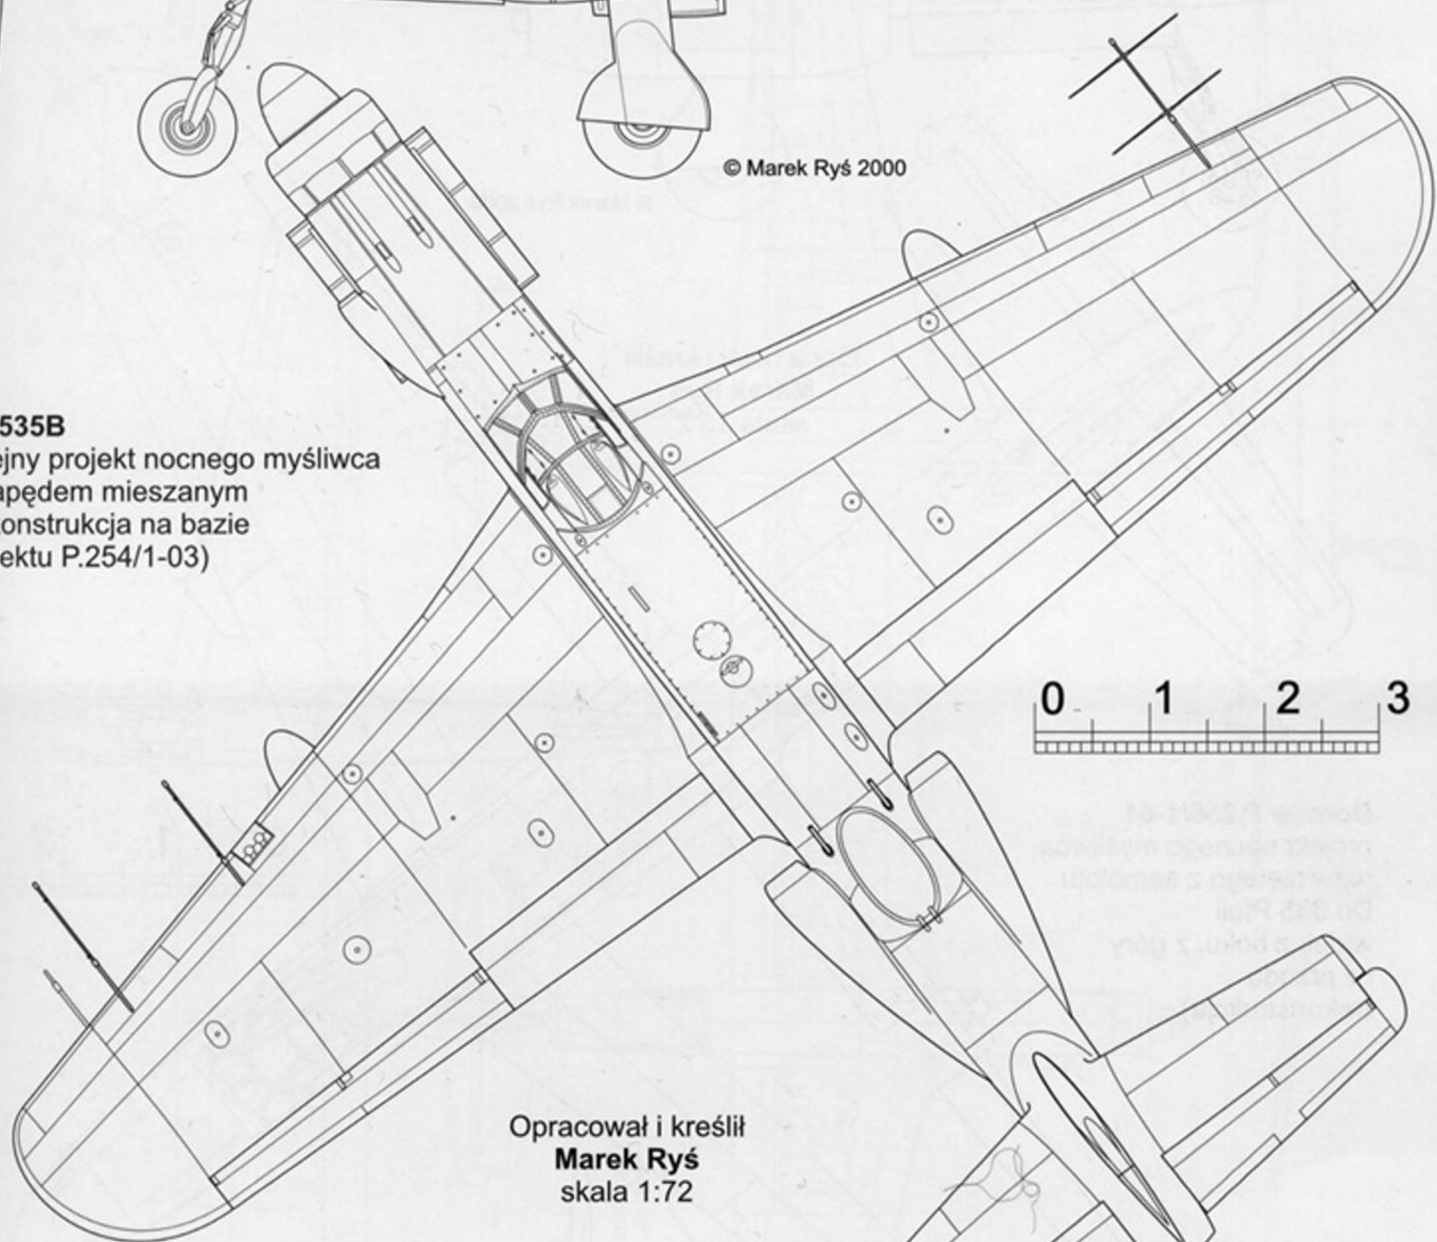 © Marek Ryś 2000
535B
ejny projekt nocnego myśliwca
apędem mieszanym
konstrukcja na bazie
ektu P.254/1-03)
0 1 2 3
Opracował i kreślił
Marek Ryś
skala 1:72